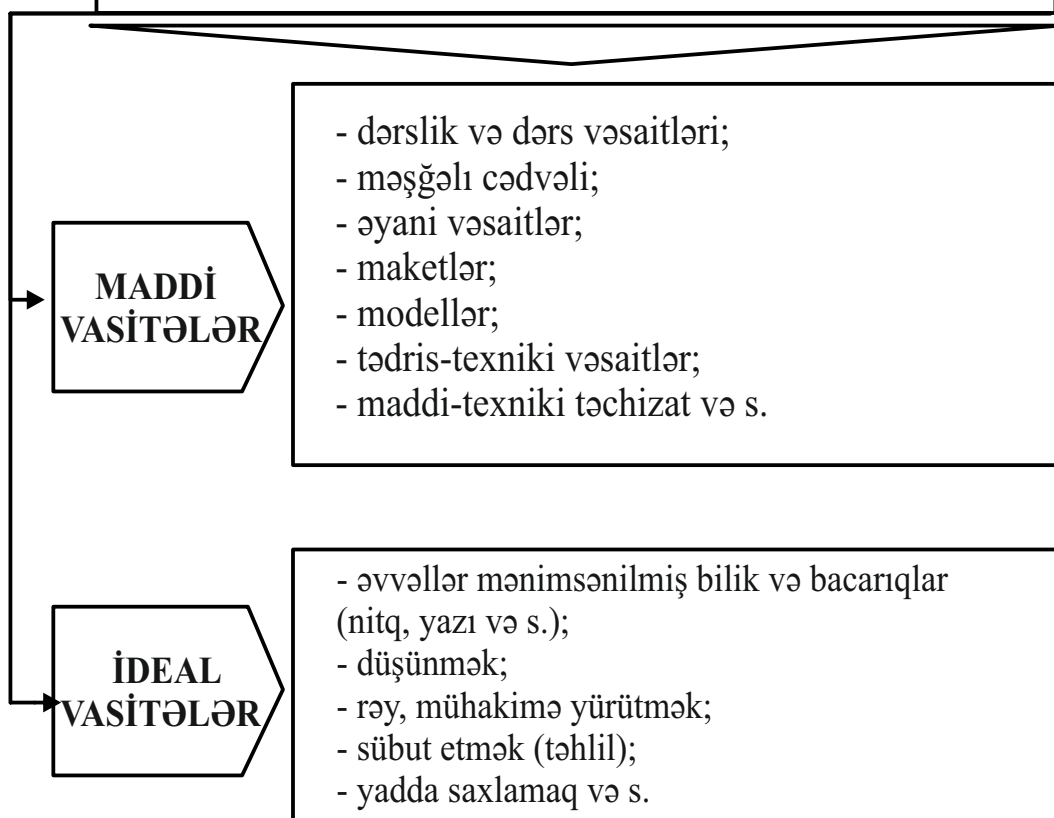 MADDİ
VASİTƏLƏR
- dərslik və dərs vəsaitləri;
- məşğəlı cədvəli;
- əyani vəsaitlər;
- maketlər;
- modellər;
- tədris-texniki vəsaitlər;
- maddi-texniki təchizat və s.
İDEAL
VASİTƏLƏR
- əvvəllər mənimsənilmiş bilik və bacarıqlar
(nitq, yazı və s.);
- düşünmək;
- rəy, mühakimə yürütmək;
- sübut etmək (təhlil);
- yadda saxlamaq və s.